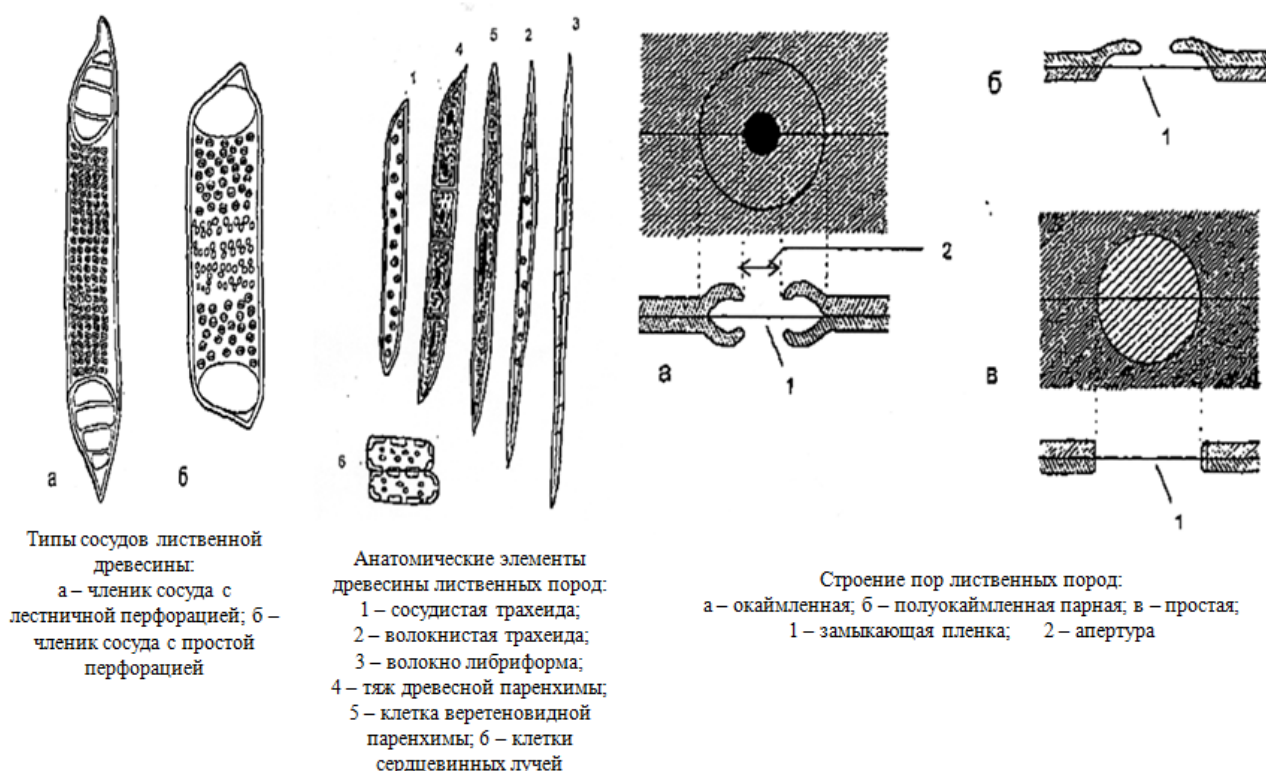 1
4
5
2
3
6
а
б
Типы сосудов лиственной
древесины:
а – членик сосуда с
лестничной перфорацией; б –
членик сосуда с простой
перфорацией
Анатомические элементы
древесины лиственных пород:
1 – сосудистая трахеида;
2 – волокнистая трахеида;
3 – волокно либриформа;
4 – тяж древесной паренхимы;
5 – клетка веретеновидной
паренхимы; 6 – клетки
сердцевинных лучей
2
а
1
б
1
в
1
Строение пор лиственных пород:
а – окаймленная; б – полуокаймленная парная; в – простая;
1 – замыкающая пленка; 2 – апертура